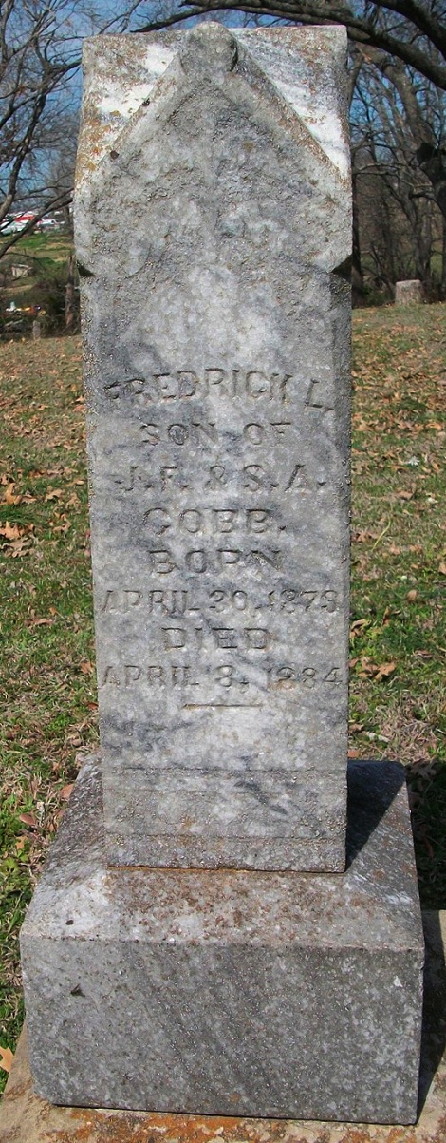 FREDRICK L.
SON OF
J.F. & S.A.
COBB.
BORN
APRIL 30, 1878
DIED
APRIL 8, 1884